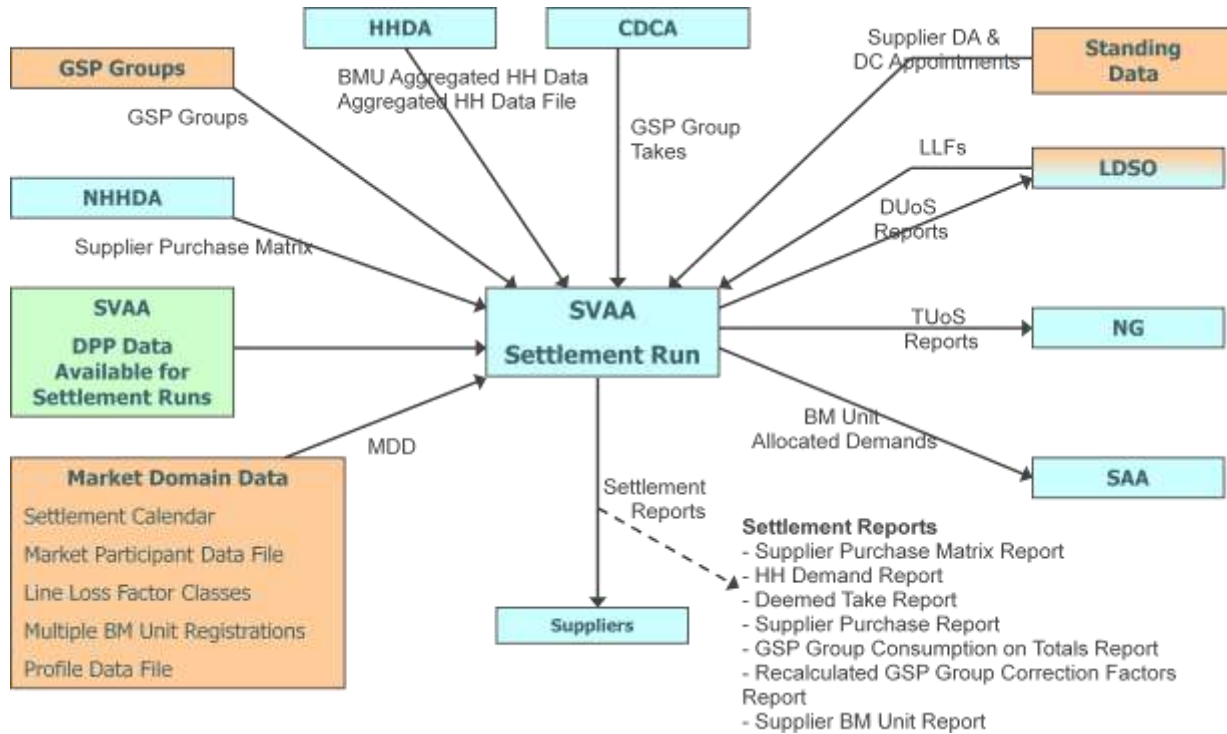 HHDA
CDCA
Supplier DA &
DC Appointments
Standing
Data
GSP Groups
BMU Aggregated HH Data
Aggregated HH Data File
GSP Groups
GSP Group
Takes
LLFs
LDSO
NHHDA
DUoS
Reports
Supplier Purchase Matrix
SVAA
DPP Data
Available for
Settlement Runs
SVAA
Settlement Run
TUoS
Reports
NG
BM Unit
Allocated Demands
MDD
SAA
Market Domain Data
Settlement Calendar
Market Participant Data File
Line Loss Factor Classes
Multiple BM Unit Registrations
Profile Data File
Settlement
Reports
Suppliers
Settlement Reports
- Supplier Purchase Matrix Report
- HH Demand Report
- Deemed Take Report
- Supplier Purchase Report
- GSP Group Consumption on Totals Report
- Recalculated GSP Group Correction Factors
Report
- Supplier BM Unit Report